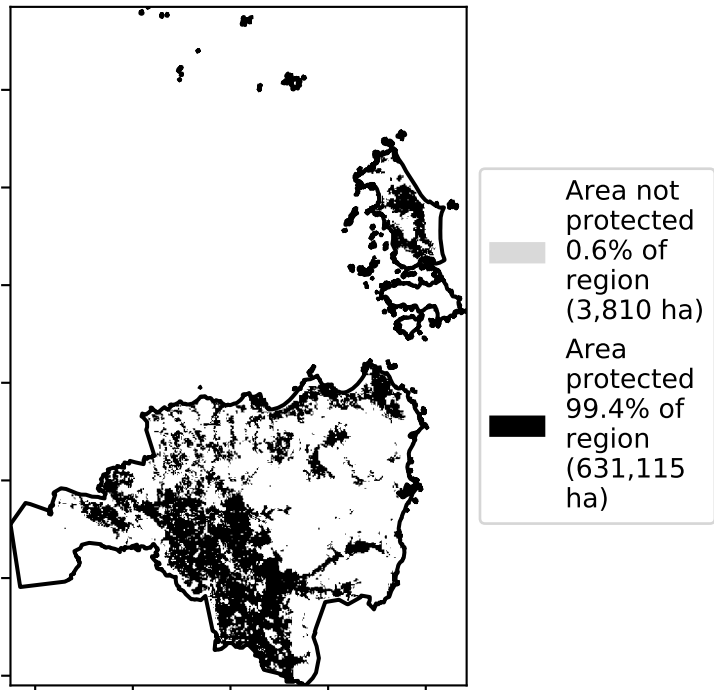 Area not
protected
0.6% of
region
(3,810 ha)
Area
protected
99.4% of
region
(631,115
ha)